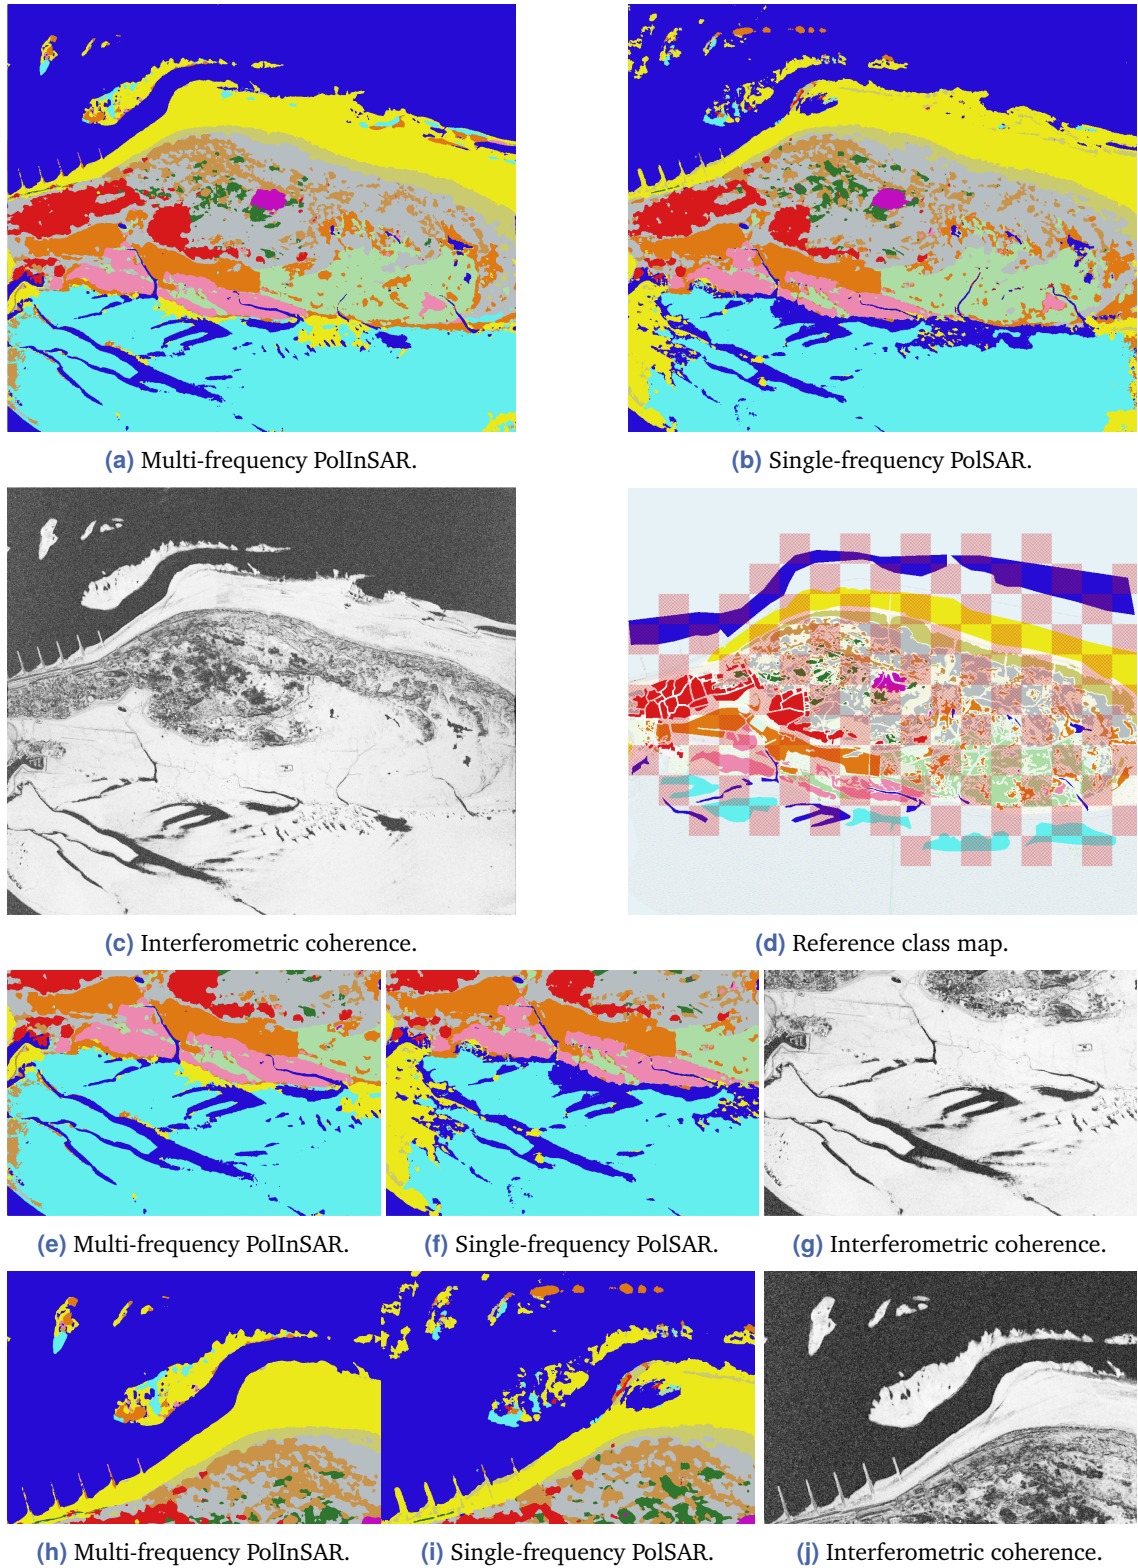 (a) Multi-frequency PolInSAR.
(b) Single-frequency PolSAR.
(c) Interferometric coherence.
(d) Reference class map.
(e) Multi-frequency PolInSAR.
(f) Single-frequency PolSAR.
(g) Interferometric coherence.
(h) Multi-frequency PolInSAR.
(i) Single-frequency PolSAR.
(j) Interferometric coherence.